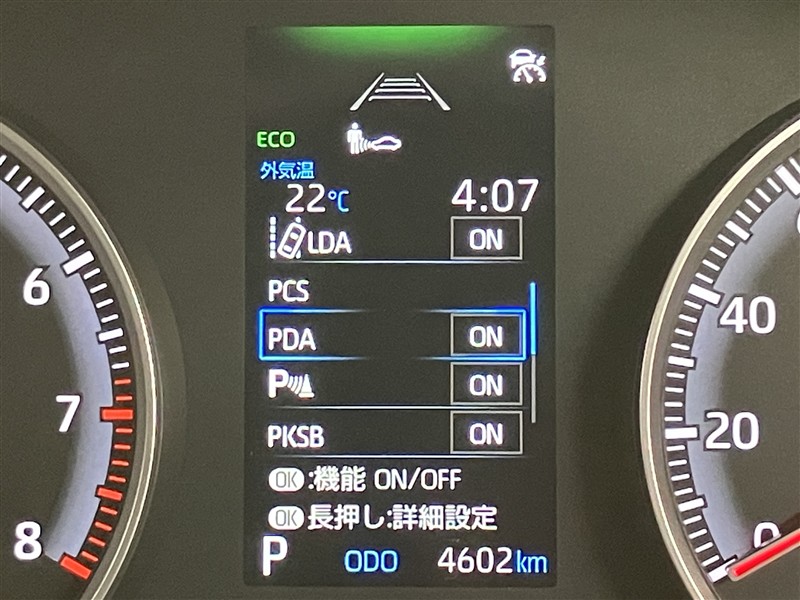 ECO
外気温
22℃ 4:07
LDA ON
PCS
PDA ON
P ON
PKSB ON
OK:機能 ON/OFF
OK長押し:詳細設定
P ODO 4602km
6
7
8
40
20
0